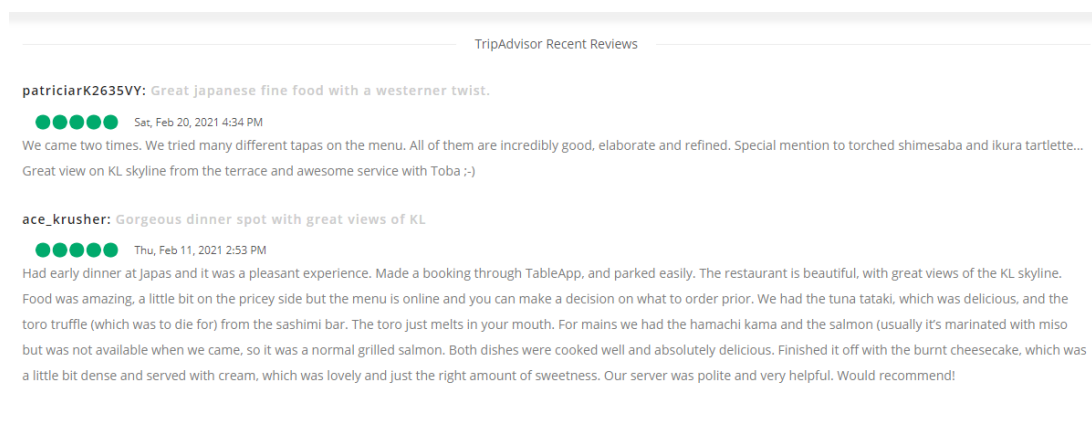 TripAdvisor Recent Reviews
patriciarK2635VY: Great japanese fine food with a westerner twist.
Sat, Feb 20, 2021 4:34 PM
We came two times. We tried many different tapas on the menu. All of them are incredibly good, elaborate and refined. Special mention to torched shimesaba and ikura tartlette...
Great view on KL skyline from the terrace and awesome service with Toba ;-)
ace_krusher: Gorgeous dinner spot with great views of KL
Thu, Feb 11, 2021 2:53 PM
Had early dinner at Japas and it was a pleasant experience. Made a booking through TableApp, and parked easily. The restaurant is beautiful, with great views of the KL skyline.
Food was amazing, a little bit on the pricey side but the menu is online and you can make a decision on what to order prior. We had the tuna tataki, which was delicious, and the
toro truffle (which was to die for) from the sashimi bar. The toro just melts in your mouth. For mains we had the hamachi kama and the salmon (usually it's marinated with miso
but was not available when we came, so it was a normal grilled salmon. Both dishes were cooked well and absolutely delicious. Finished it off with the burnt cheesecake, which was
a little bit dense and served with cream, which was lovely and just the right amount of sweetness. Our server was polite and very helpful. Would recommend!